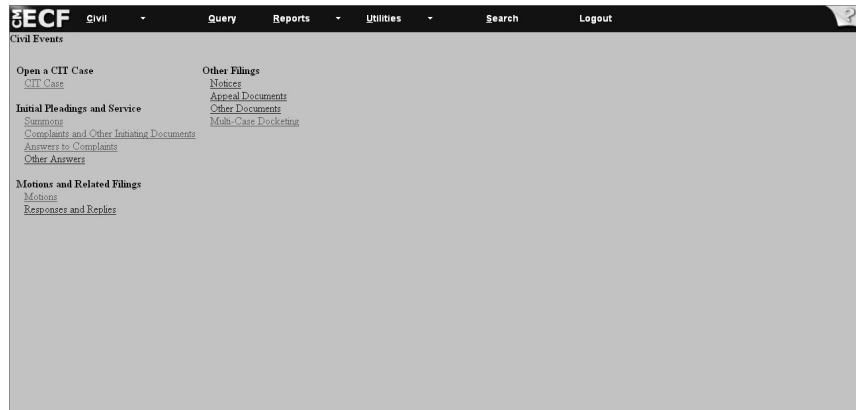 CM ECF Civil Query Reports Utilities Search Logout ?
Civil Events
Open a CIT Case
CIT Case
Initial Pleadings and Service
Summons
Complaints and Other Initiating Documents
Answers to Complaints
Other Answers
Motions and Related Filings
Motions
Responses and Replies
Other Filings
Notices
Appeal Documents
Other Documents
Multi-Case Docketing